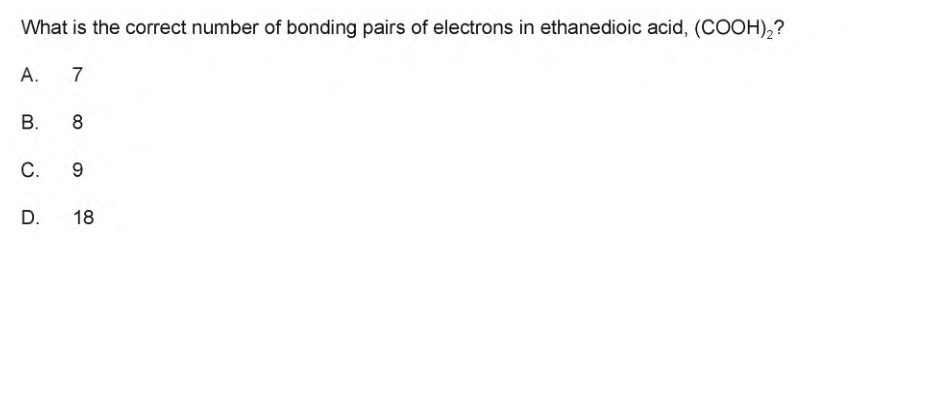 What is the correct number of bonding pairs of electrons in ethanedioic acid, (COOH)₂?
A. 7
B. 8
C. 9
D. 18